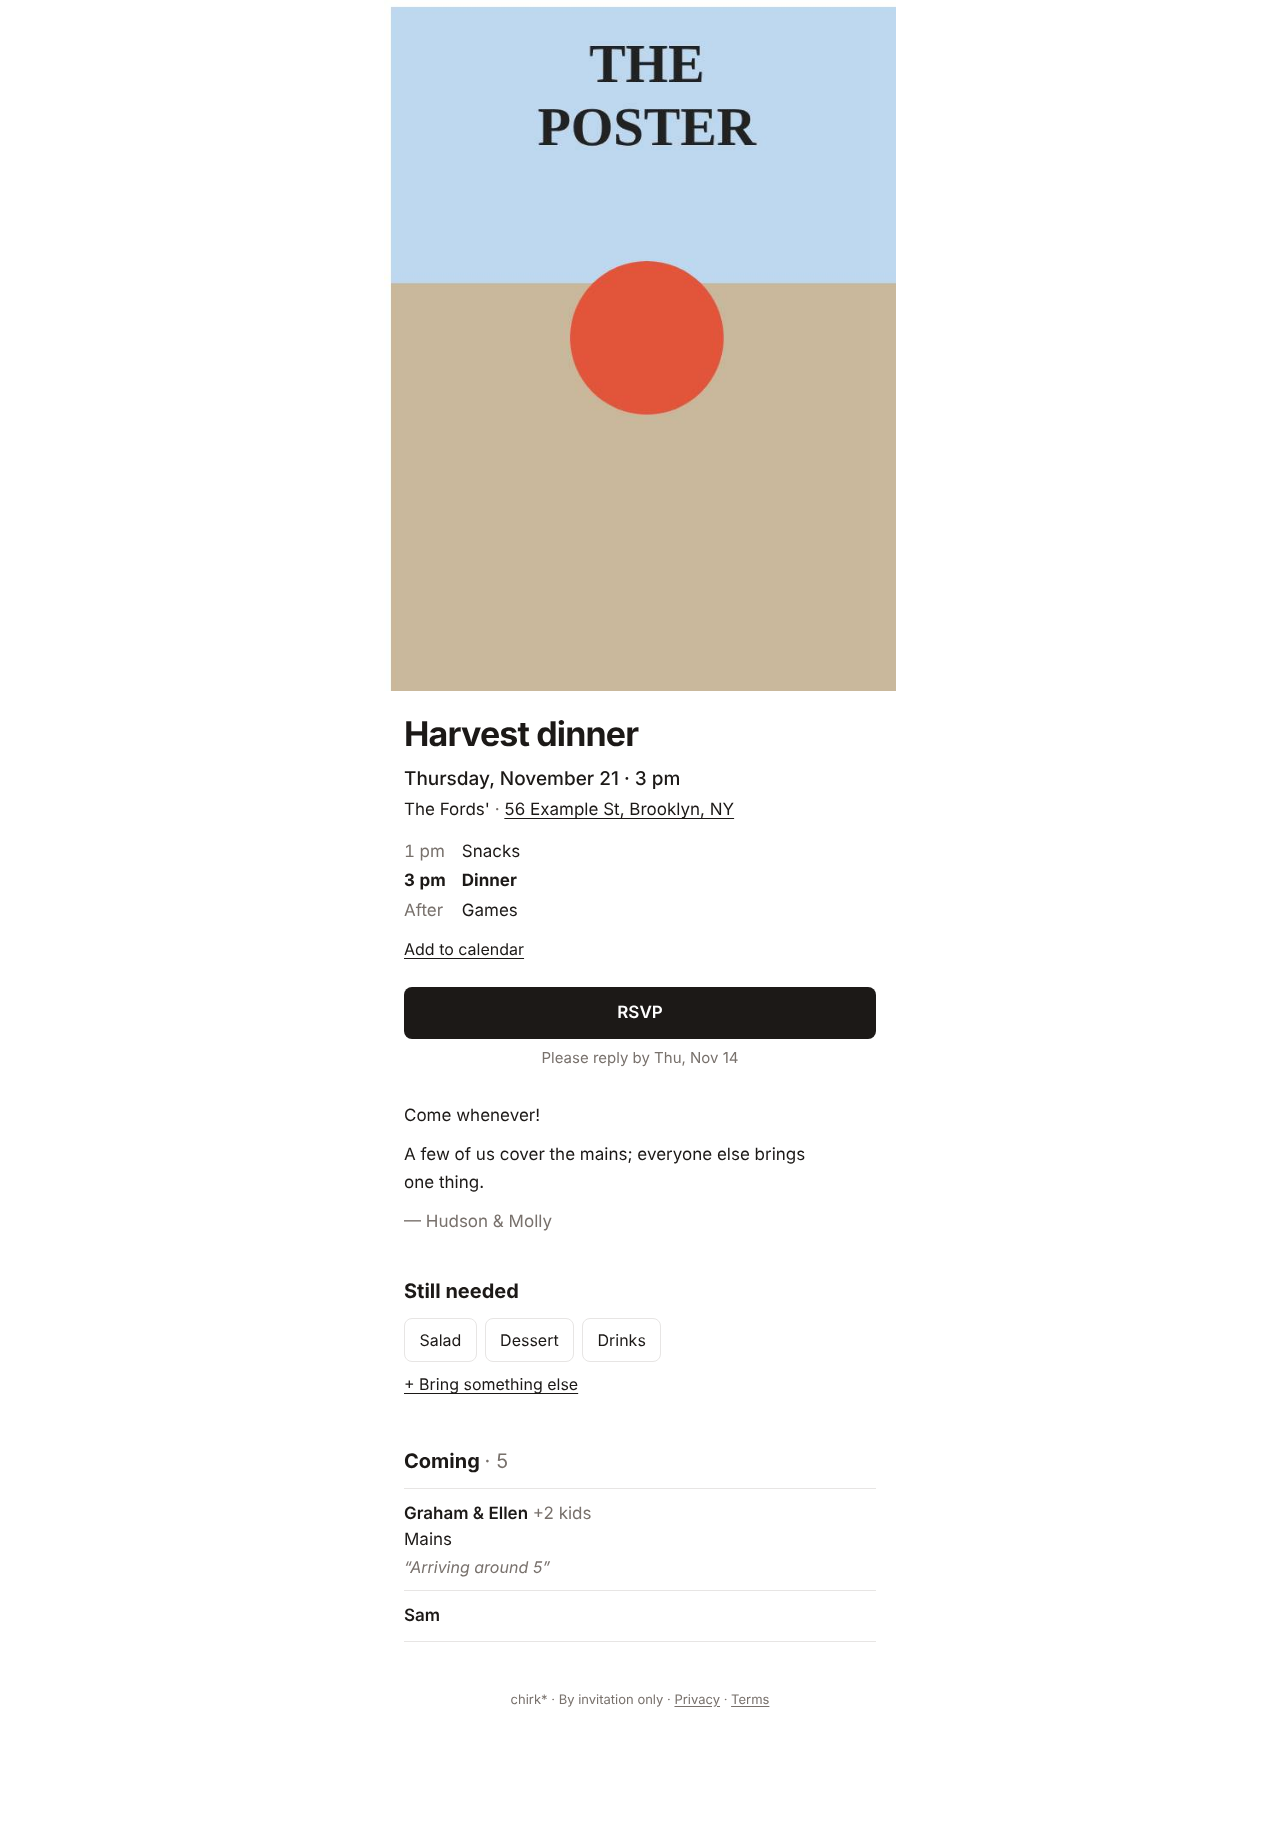 THE
POSTER
Harvest dinner
Thursday, November 21 · 3 pm
The Fords' · 56 Example St, Brooklyn, NY
1 pm Snacks
3 pm Dinner
After Games
Add to calendar
RSVP
Please reply by Thu, Nov 14
Come whenever!
A few of us cover the mains; everyone else brings
one thing.
— Hudson & Molly
Still needed
Salad Dessert Drinks
+ Bring something else
Coming · 5
Graham & Ellen +2 kids
Mains
“Arriving around 5”
Sam
chirk* · By invitation only · Privacy · Terms